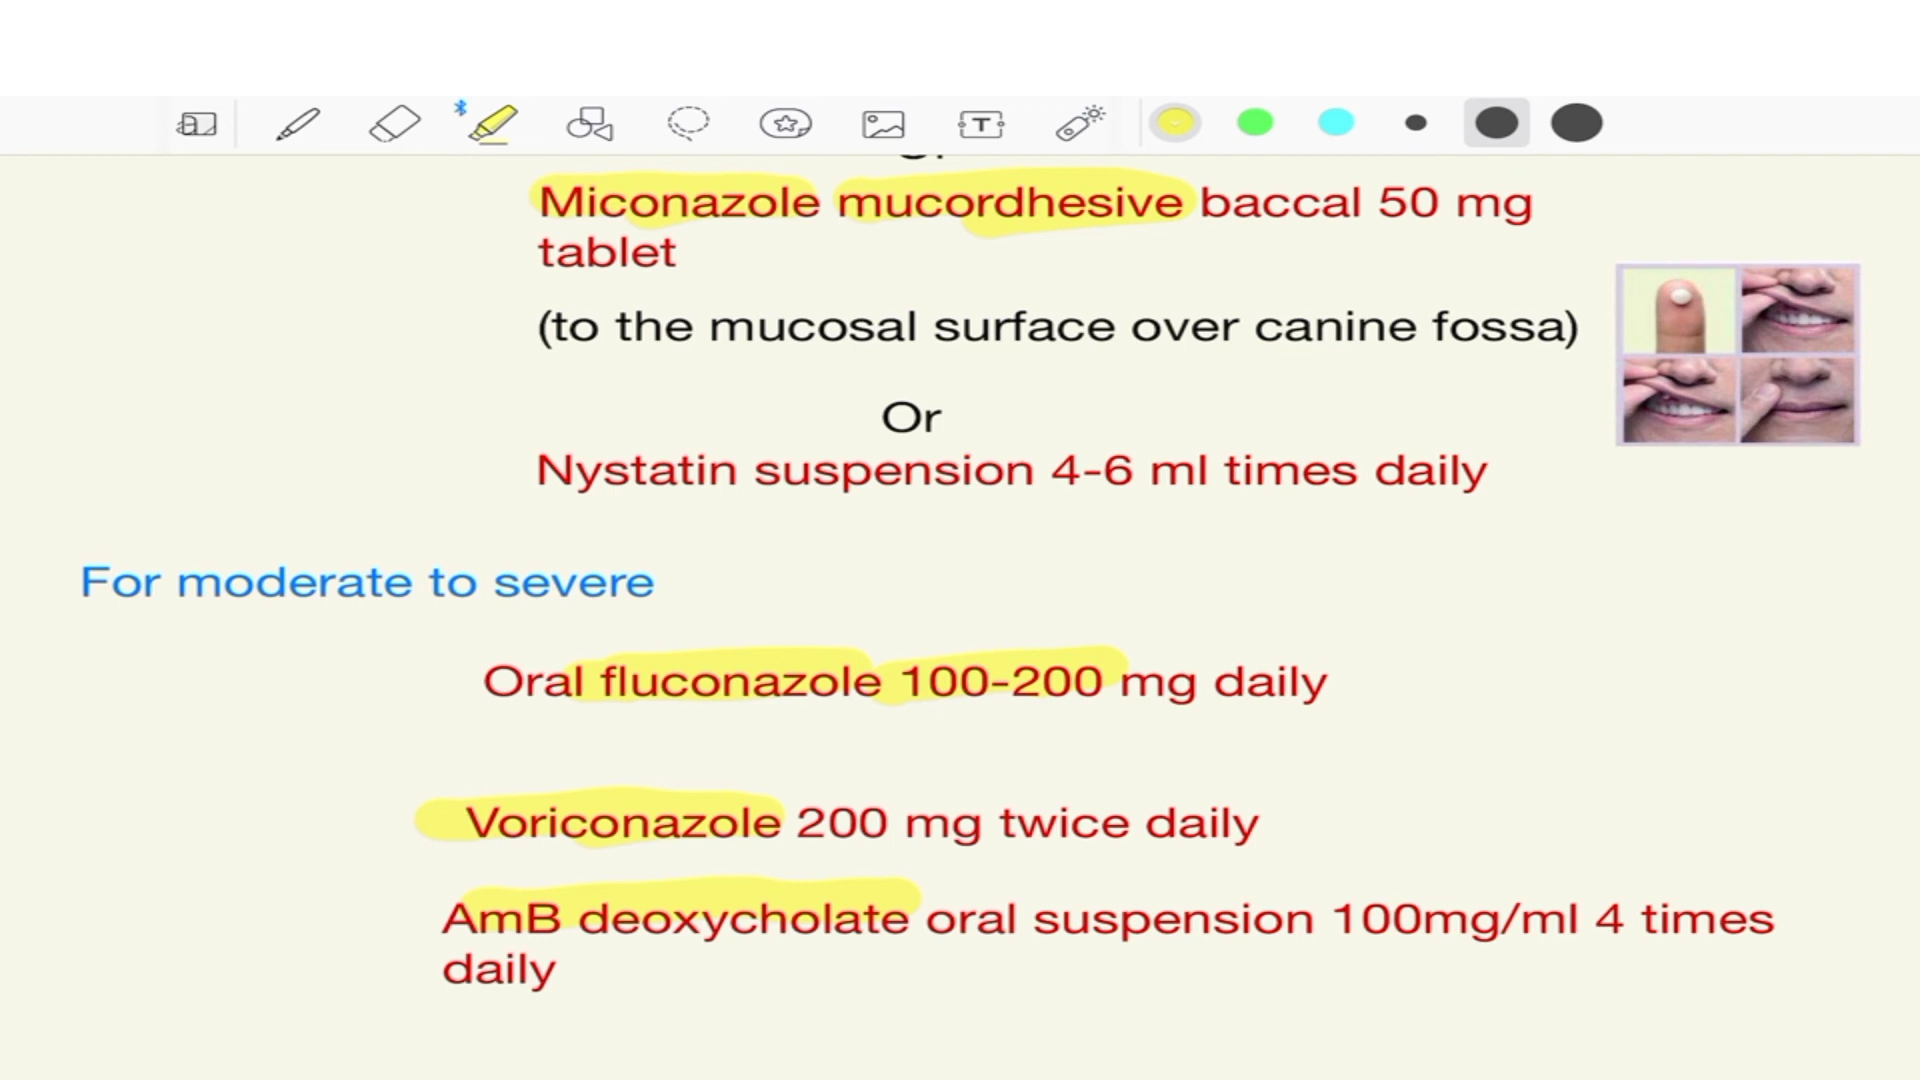 Miconazole mucordhesive baccal 50 mg
tablet
(to the mucosal surface over canine fossa)
Or
Nystatin suspension 4-6 ml times daily
For moderate to severe
Oral fluconazole 100-200 mg daily
Voriconazole 200 mg twice daily
AmB deoxycholate oral suspension 100mg/ml 4 times
daily